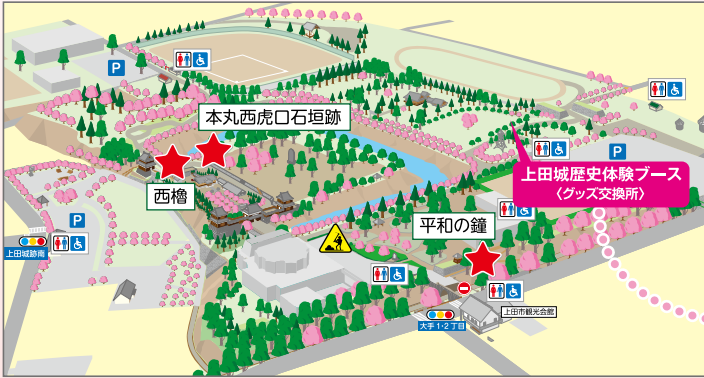 P
本丸西虎口石垣跡
西櫓
上田城歴史体験ブース
〈グッズ交換所〉
P
平和の鐘
P
上田城跡南
上田市観光会館
大手1・2丁目